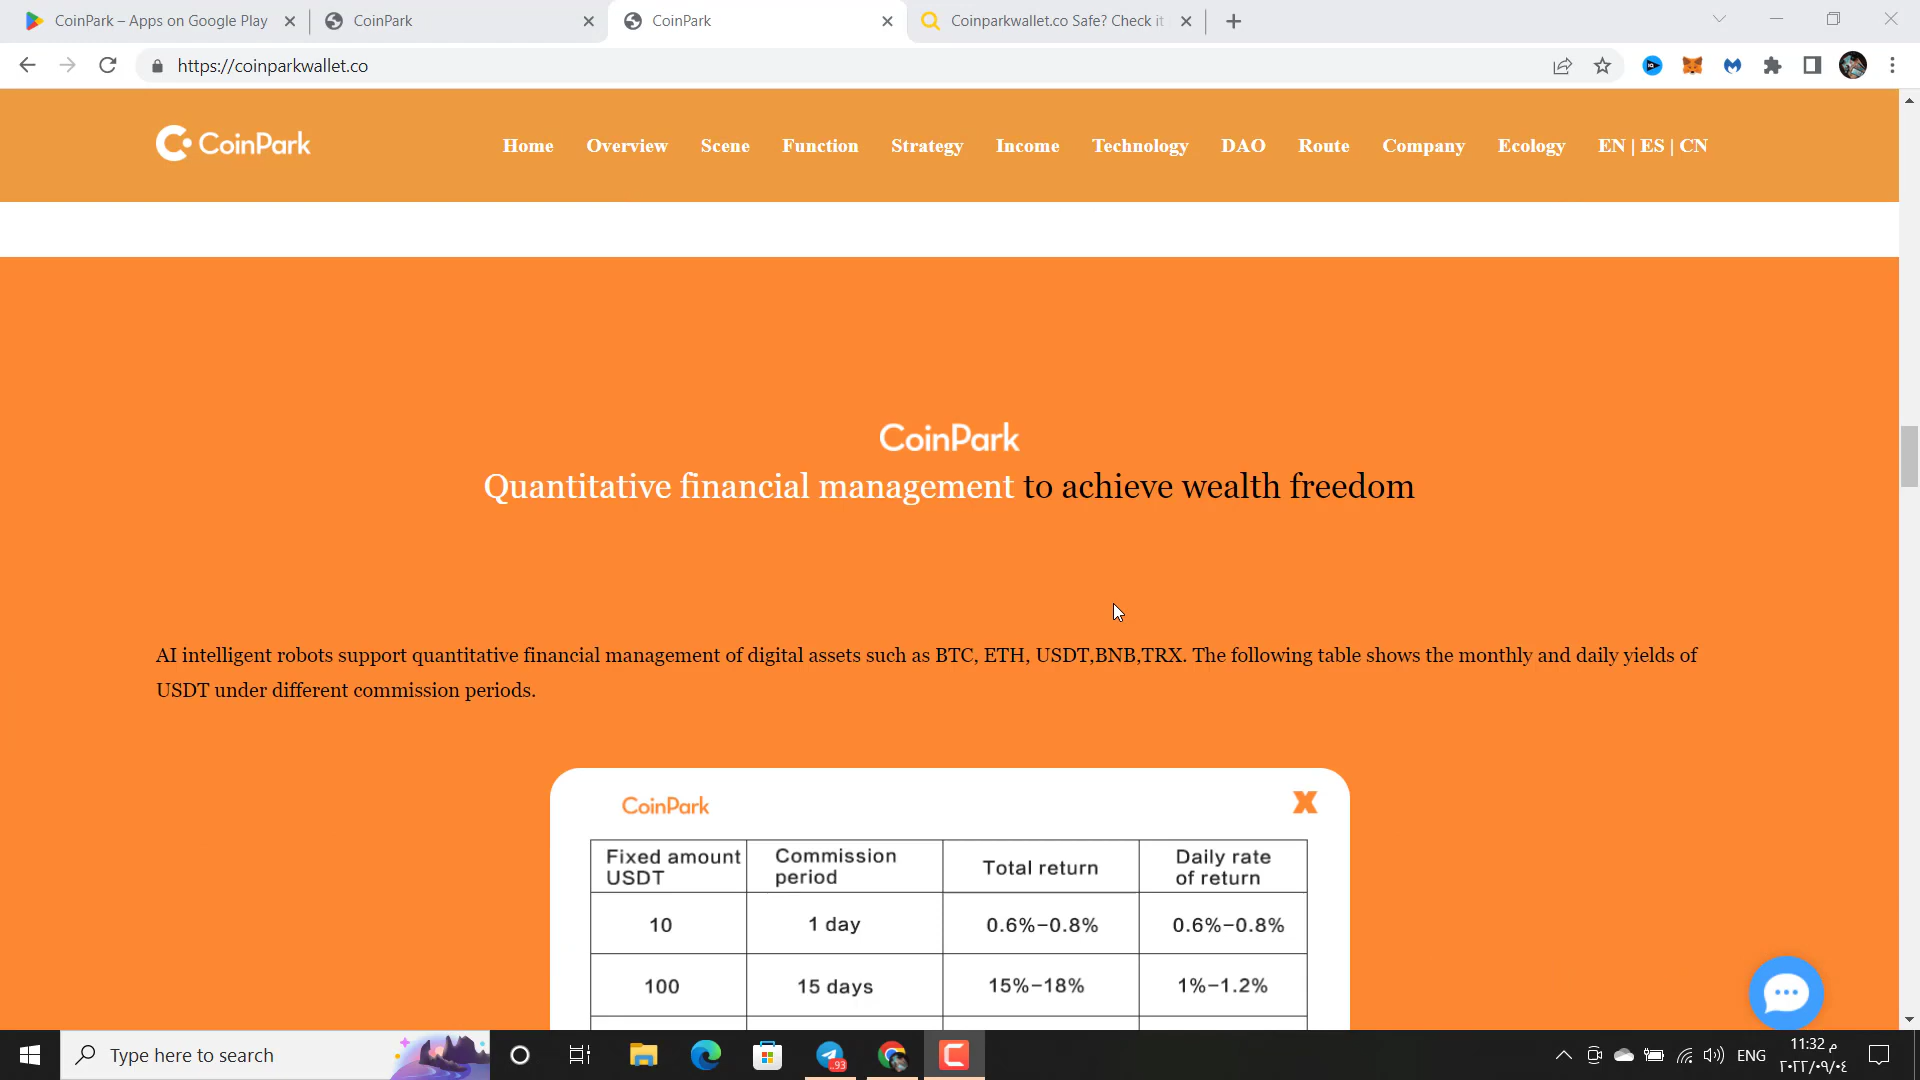 CoinPark – Apps on Google Play
CoinPark
CoinPark
Coinparkwallet.co Safe? Check it
https://coinparkwallet.co
CoinPark
Home Overview Scene Function Strategy Income Technology DAO Route Company Ecology EN | ES | CN
CoinPark
Quantitative financial management to achieve wealth freedom
AI intelligent robots support quantitative financial management of digital assets such as BTC, ETH, USDT,BNB,TRX. The following table shows the monthly and daily yields of
USDT under different commission periods.
CoinPark
Fixed amount USDT Commission period Total return Daily rate of return
10 1 day 0.6%–0.8% 0.6%–0.8%
100 15 days 15%–18% 1%–1.2%
Type here to search
93
ENG
11:32 م
٢٠٢٢/٠٩/٠٤